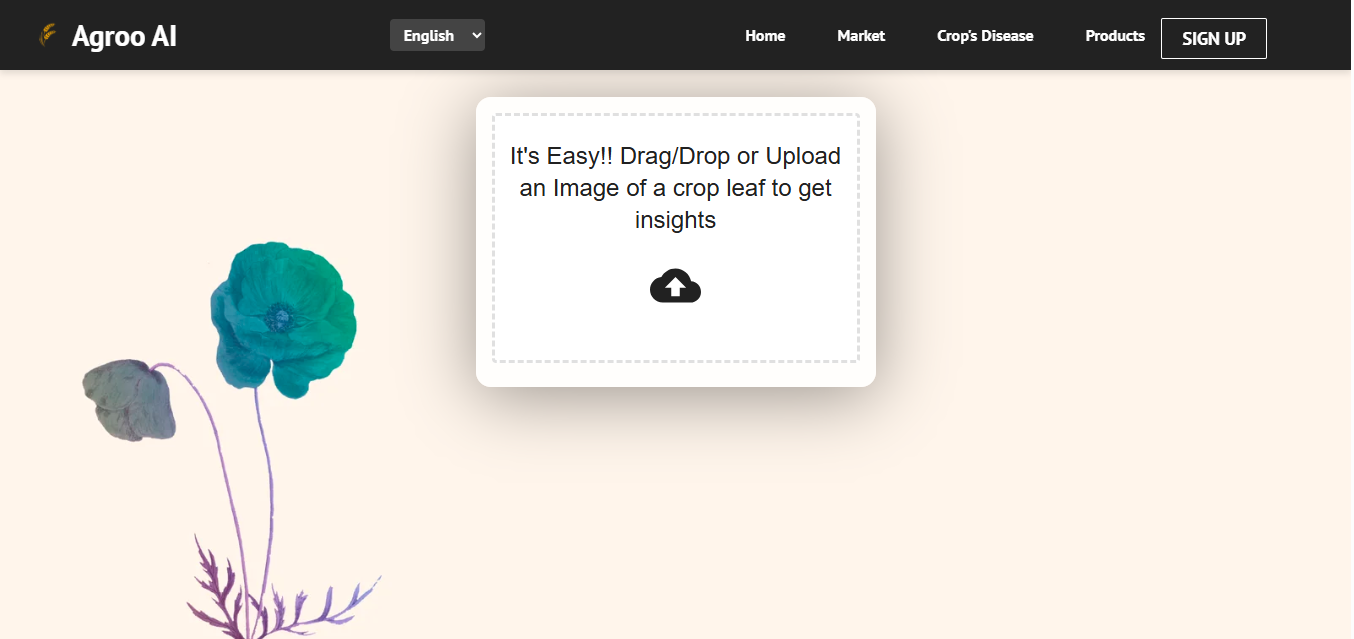 Agroo AI
English
Home
Market
Crop's Disease
Products
SIGN UP
It's Easy!! Drag/Drop or Upload
an Image of a crop leaf to get
insights